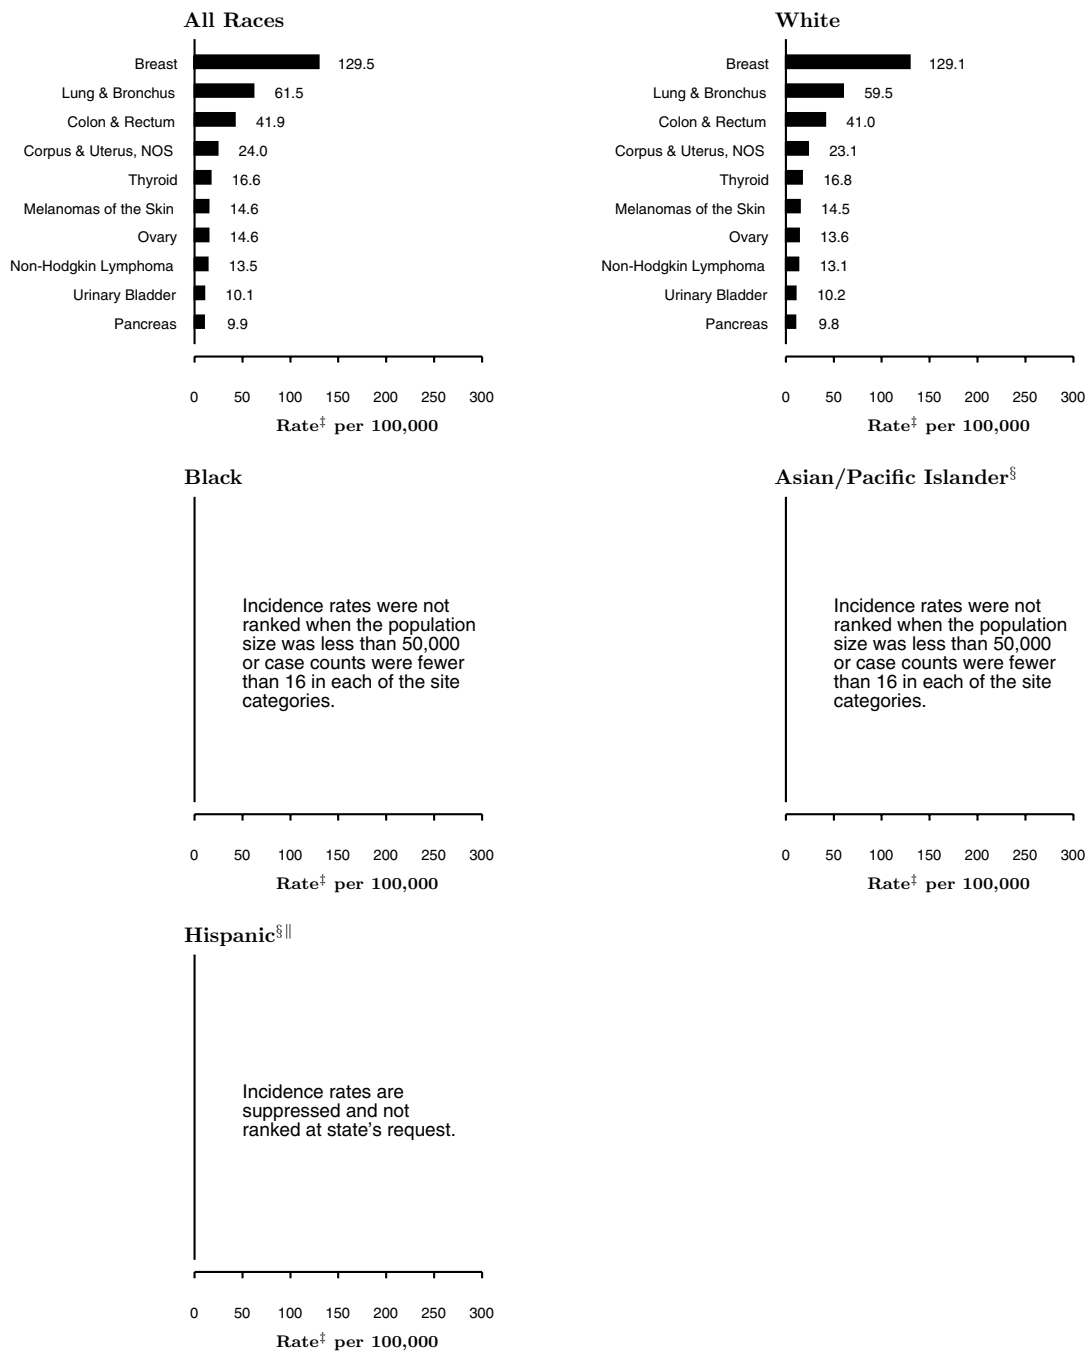 All Races
Breast 129.5
Lung & Bronchus 61.5
Colon & Rectum 41.9
Corpus & Uterus, NOS 24.0
Thyroid 16.6
Melanomas of the Skin 14.6
Ovary 14.6
Non-Hodgkin Lymphoma 13.5
Urinary Bladder 10.1
Pancreas 9.9
0 50 100 150 200 250 300
Rate‡ per 100,000
White
Breast 129.1
Lung & Bronchus 59.5
Colon & Rectum 41.0
Corpus & Uterus, NOS 23.1
Thyroid 16.8
Melanomas of the Skin 14.5
Ovary 13.6
Non-Hodgkin Lymphoma 13.1
Urinary Bladder 10.2
Pancreas 9.8
0 50 100 150 200 250 300
Rate‡ per 100,000
Black
Incidence rates were not
ranked when the population
size was less than 50,000
or case counts were fewer
than 16 in each of the site
categories.
0 50 100 150 200 250 300
Rate‡ per 100,000
Asian/Pacific Islander§
Incidence rates were not
ranked when the population
size was less than 50,000
or case counts were fewer
than 16 in each of the site
categories.
0 50 100 150 200 250 300
Rate‡ per 100,000
Hispanic§‖
Incidence rates are
suppressed and not
ranked at state's request.
0 50 100 150 200 250 300
Rate‡ per 100,000